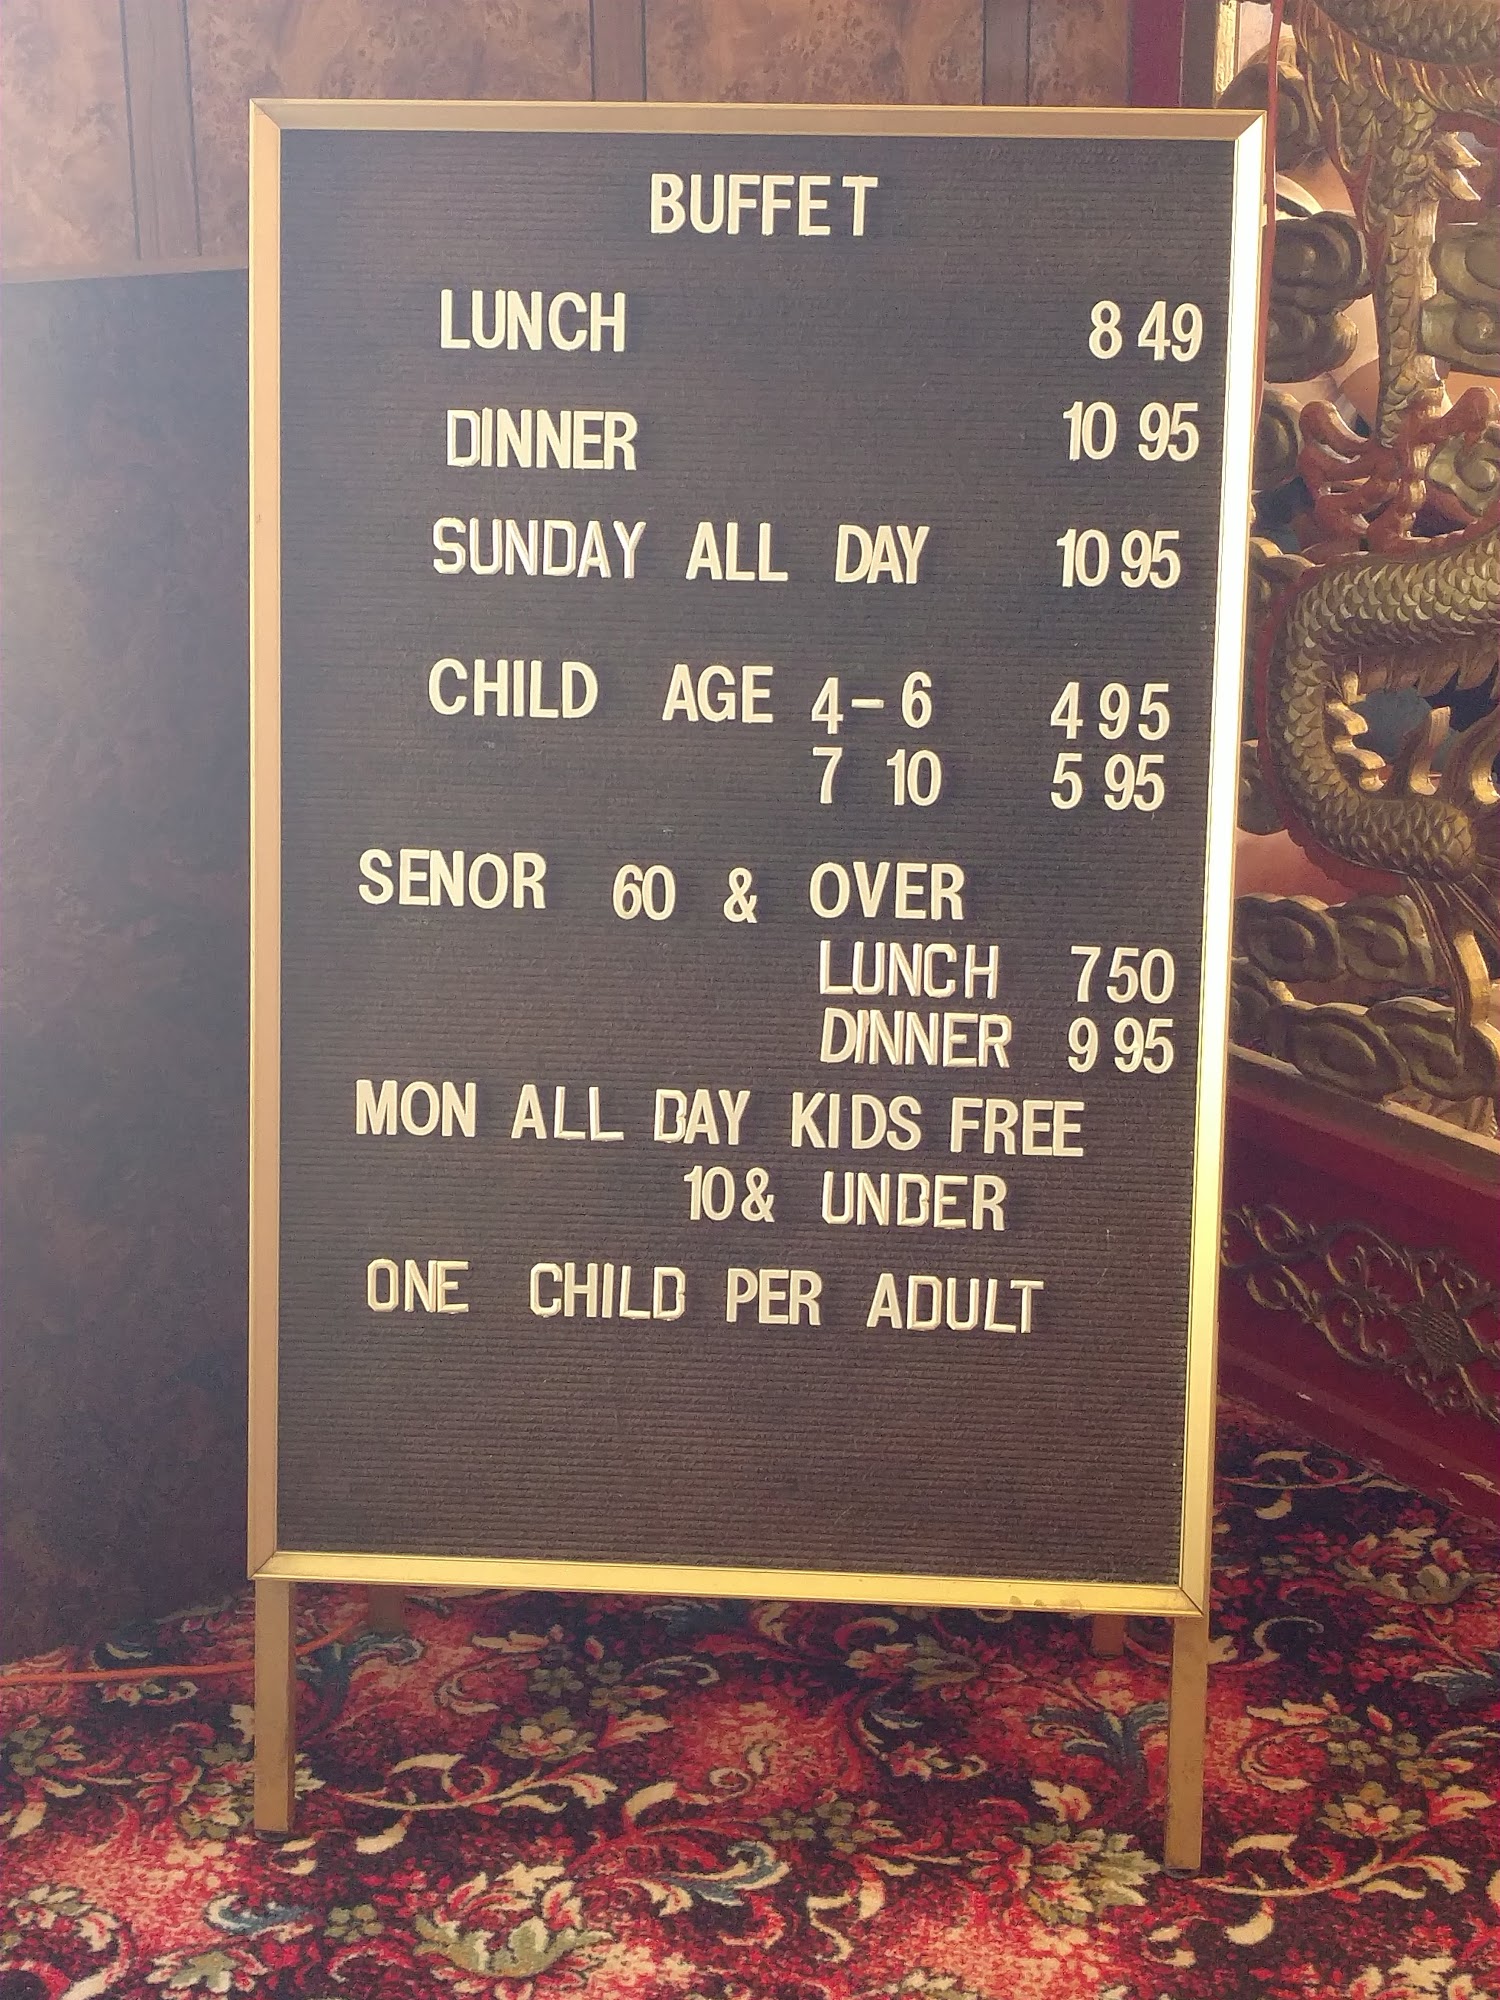 BUFFET
LUNCH 8 49
DINNER 10 95
SUNDAY ALL DAY 10 95
CHILD AGE 4-6 4 95
7 10 5 95
SENOR 60 & OVER
LUNCH 7 50
DINNER 9 95
MON ALL DAY KIDS FREE
10 & UNDER
ONE CHILD PER ADULT